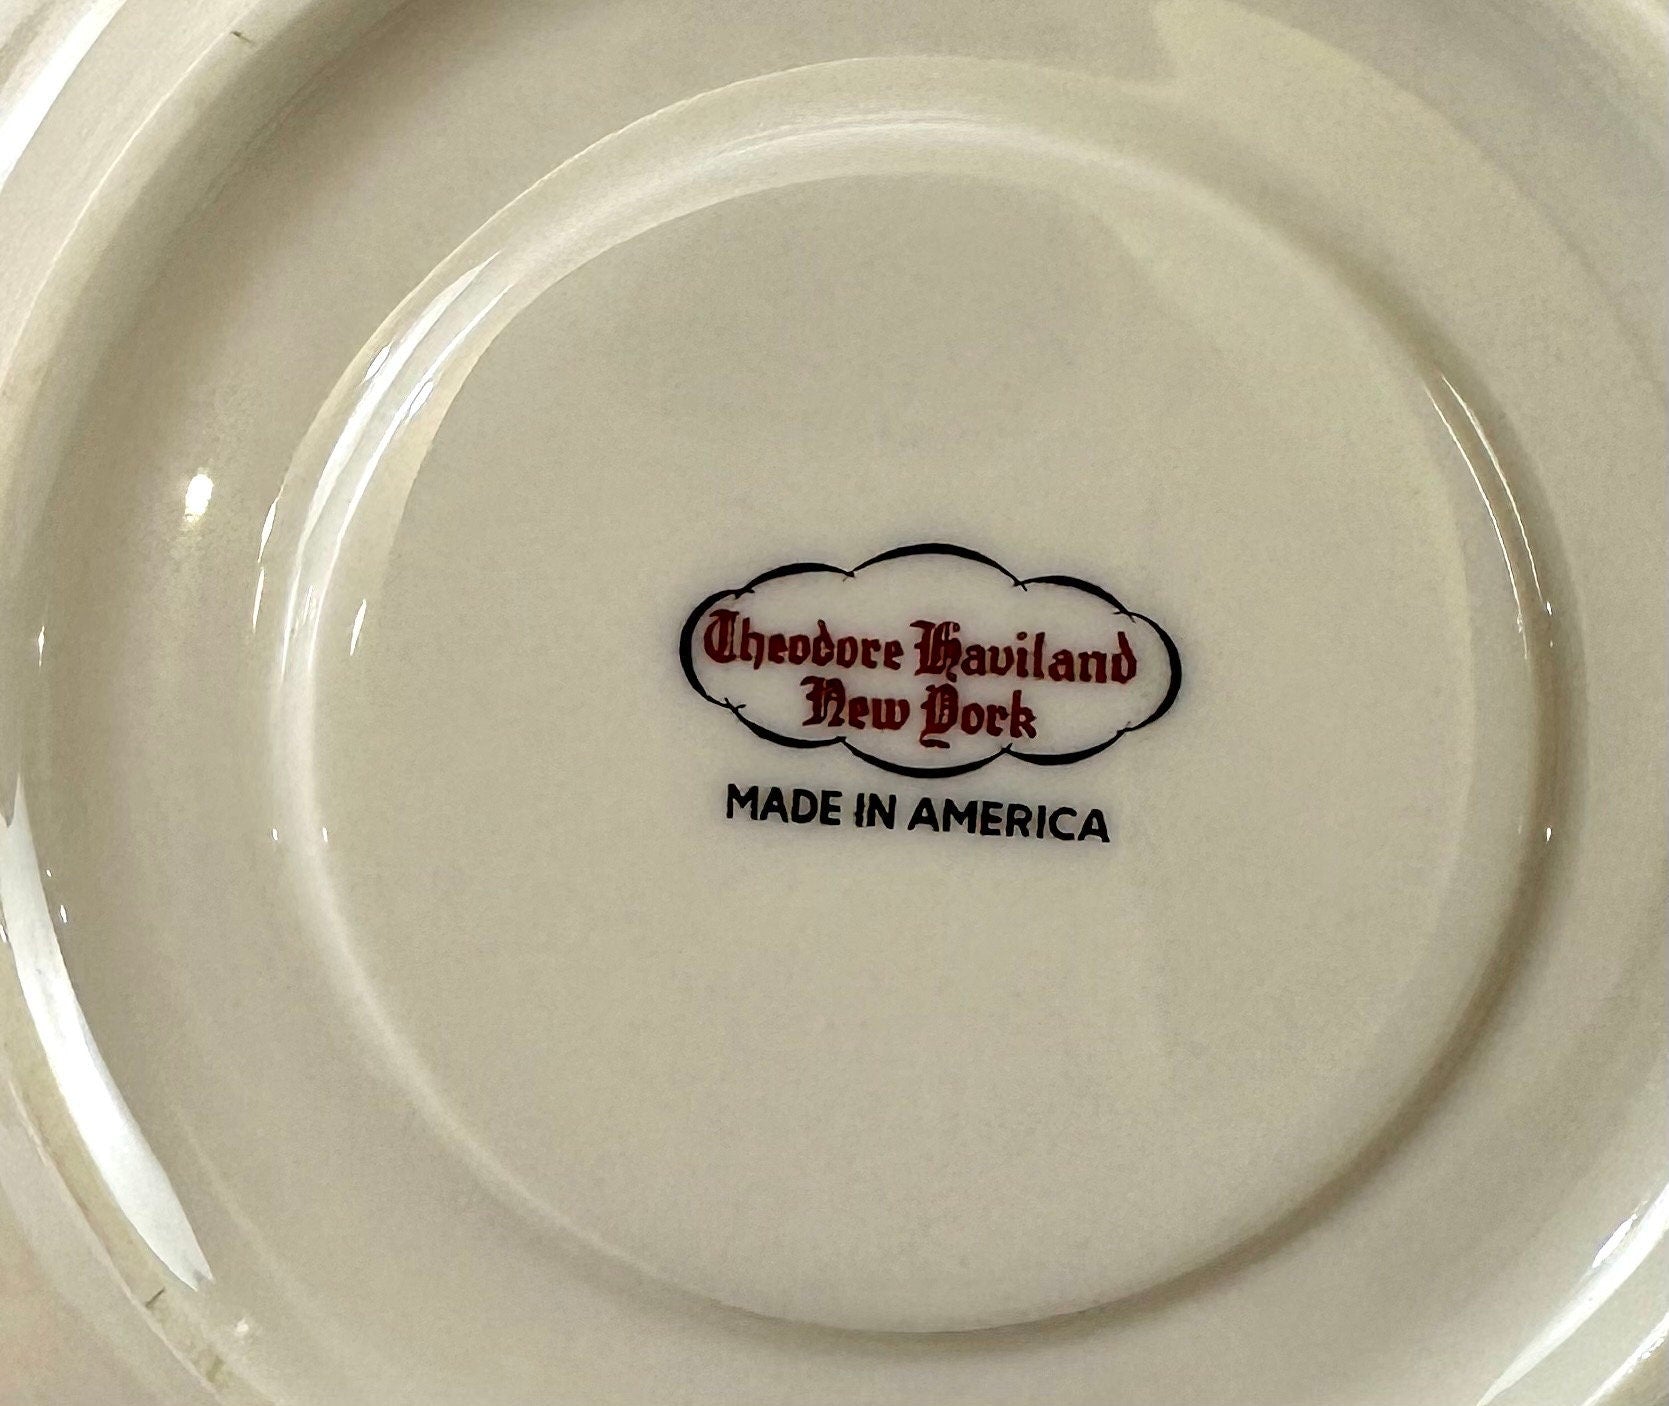 Theodore Haviland
New York
MADE IN AMERICA